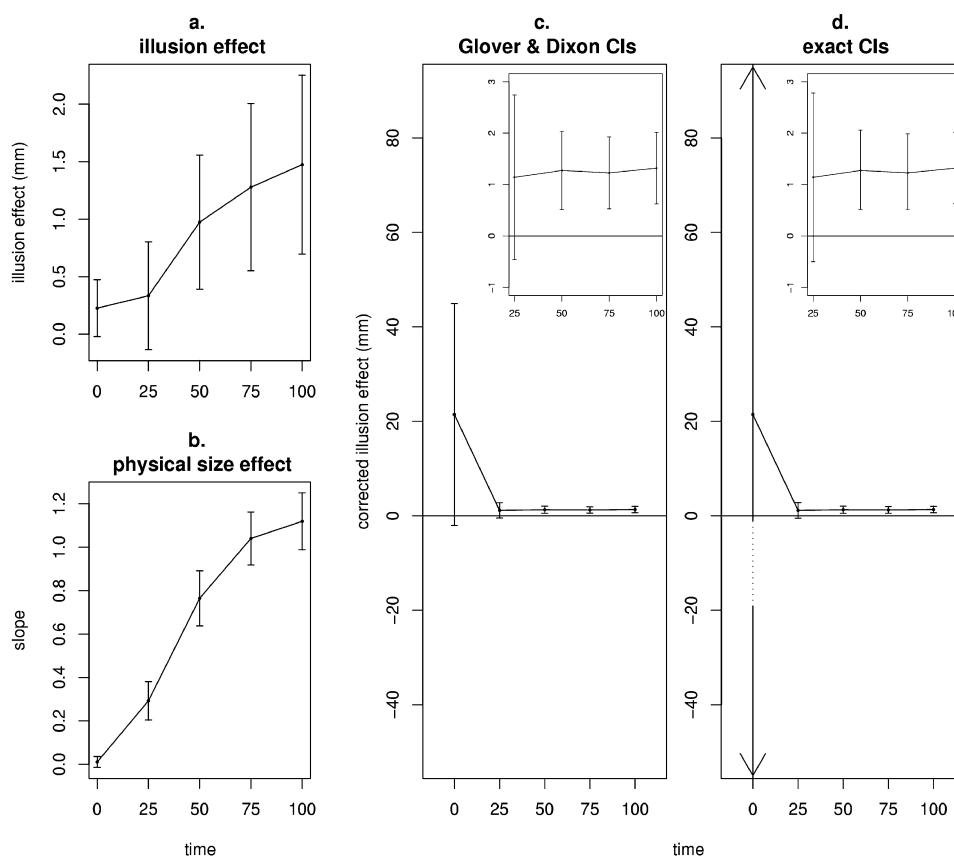 a.
illusion effect
illusion effect (mm)
2.0
1.5
1.0
0.5
0.0
0 25 50 75 100
b.
physical size effect
slope
1.2
1.0
0.8
0.6
0.4
0.2
0.0
0 25 50 75 100
time
c.
Glover & Dixon CIs
corrected illusion effect (mm)
80
60
40
20
0
−20
−40
3
2
1
0
−1
25 50 75 100
0 25 50 75 100
d.
exact CIs
80
60
40
20
0
−20
−40
3
2
1
0
−1
25 50 75 100
0 25 50 75 100
time